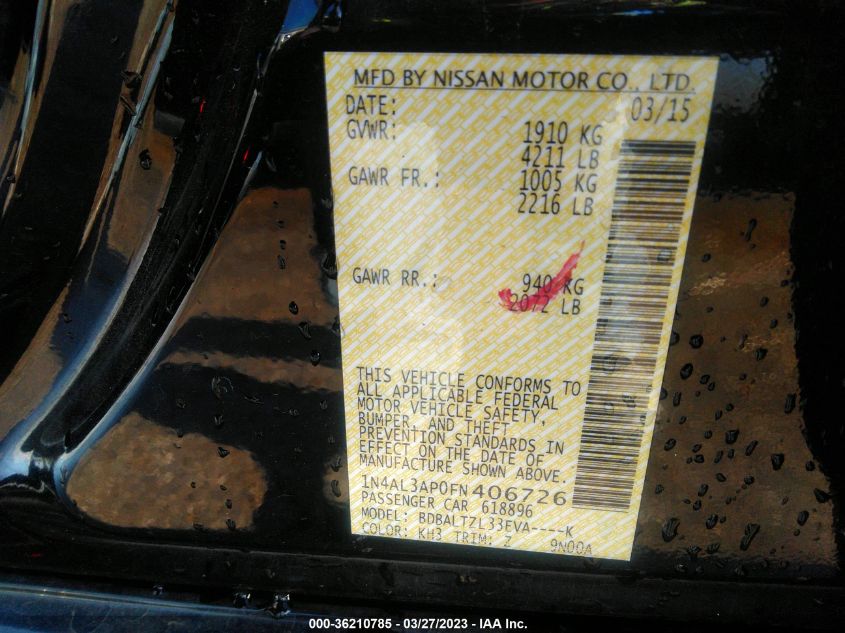 MFD BY NISSAN MOTOR CO., LTD.
DATE: 03/15
GVWR: 1910 KG
4211 LB
GAWR FR.: 1005 KG
2216 LB
GAWR RR.: 940 KG
2072 LB
THIS VEHICLE CONFORMS TO
ALL APPLICABLE FEDERAL
MOTOR VEHICLE SAFETY,
BUMPER, AND THEFT
PREVENTION STANDARDS IN
EFFECT ON THE DATE OF
MANUFACTURE SHOWN ABOVE.
1N4AL3AP0FN406726
PASSENGER CAR 618896
MODEL: BDBALTZL33EVA----K
COLOR: KH3 TRIM: Z 9N00A
000-36210785 - 03/27/2023 - IAA Inc.